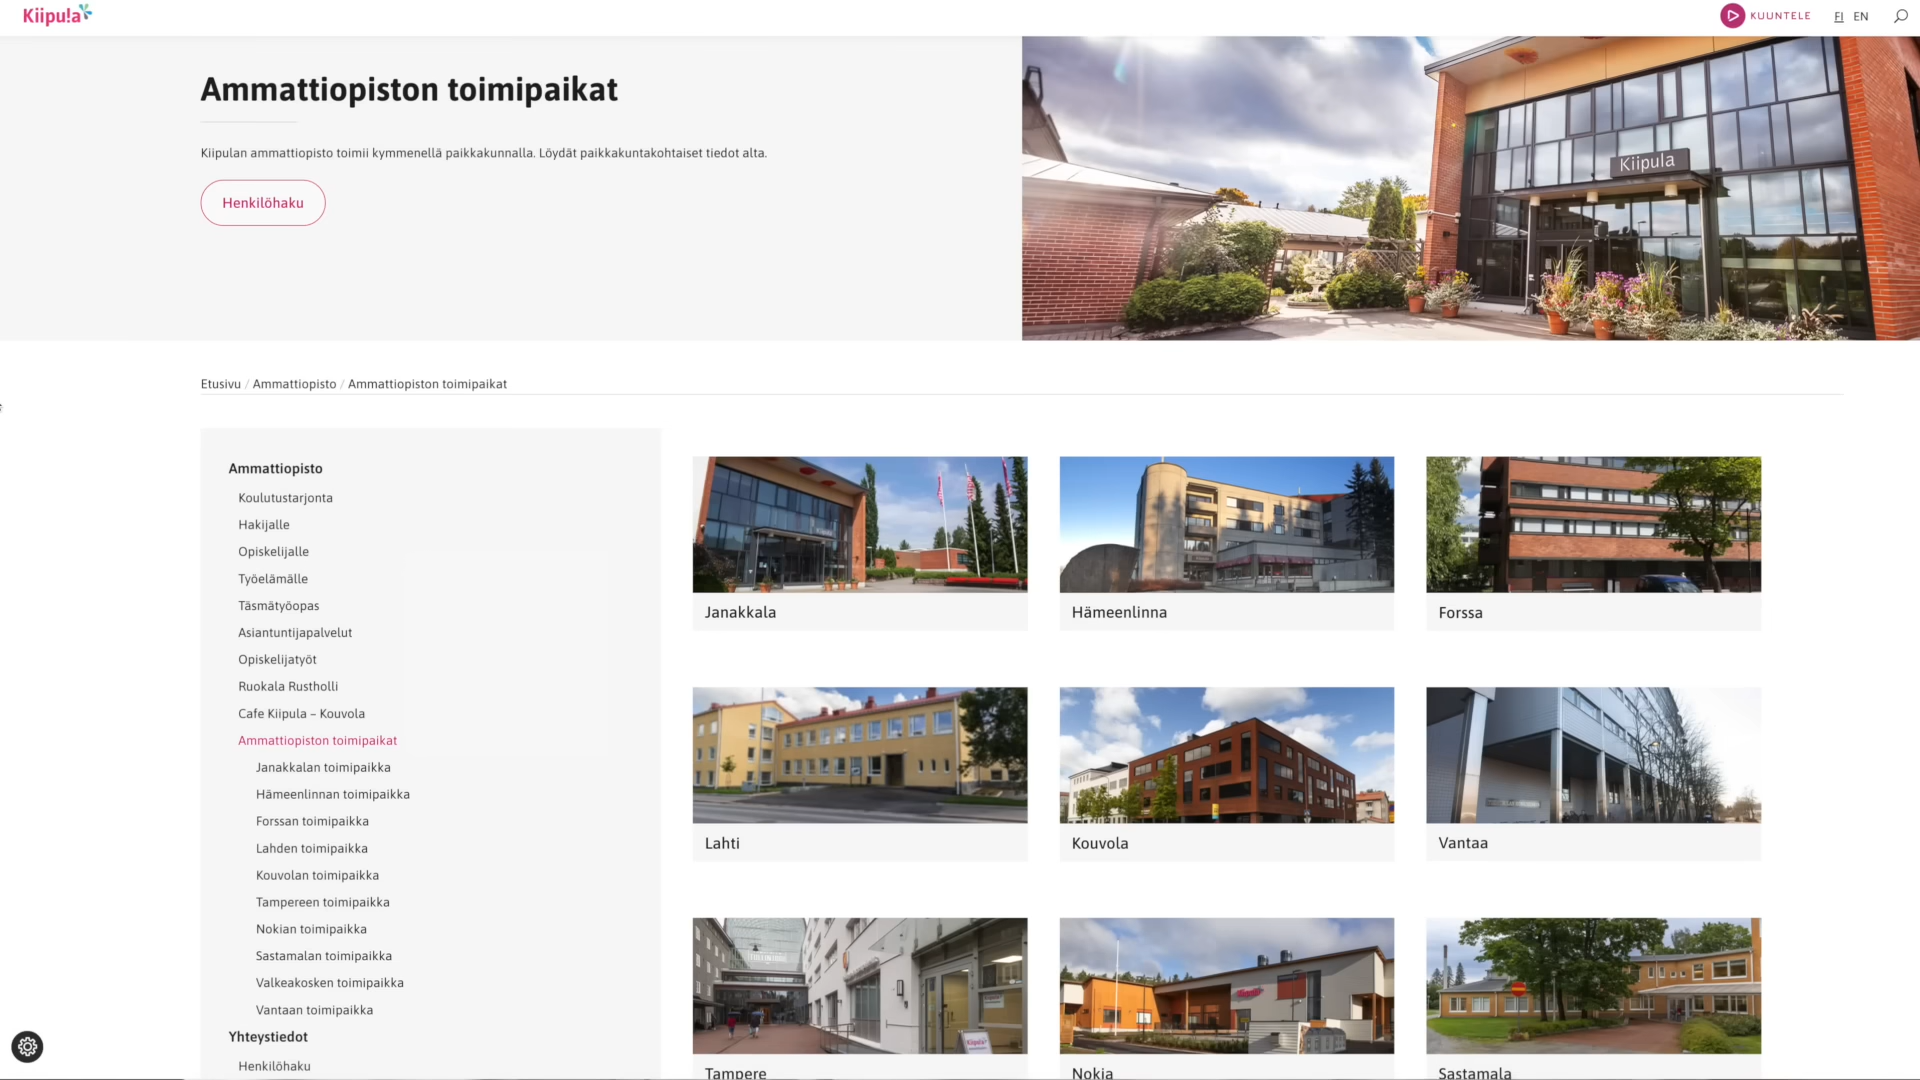 Kiipula
KUUNTELE
FI EN
Ammattiopiston toimipaikat
Kiipulan ammattiopisto toimii kymmenellä paikkakunnalla. Löydät paikkakuntakohtaiset tiedot alta.
Henkilöhaku
Kiipula
Etusivu / Ammattiopisto / Ammattiopiston toimipaikat
Ammattiopisto
Koulutustarjonta
Hakijalle
Opiskelijalle
Työelämälle
Täsmätyöopas
Asiantuntijapalvelut
Opiskelijatyöt
Ruokala Rustholli
Cafe Kiipula – Kouvola
Ammattiopiston toimipaikat
Janakkalan toimipaikka
Hämeenlinnan toimipaikka
Forssan toimipaikka
Lahden toimipaikka
Kouvolan toimipaikka
Tampereen toimipaikka
Nokian toimipaikka
Sastamalan toimipaikka
Valkeakosken toimipaikka
Vantaan toimipaikka
Yhteystiedot
Henkilöhaku
Janakkala
Hämeenlinna
Forssa
Lahti
Kouvola
Vantaa
Tampere
Nokia
Sastamala